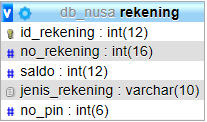 v db_nusa rekening
id_rekening : int(12)
# no_rekening : int(16)
# saldo : int(12)
jenis_rekening : varchar(10)
# no_pin : int(6)